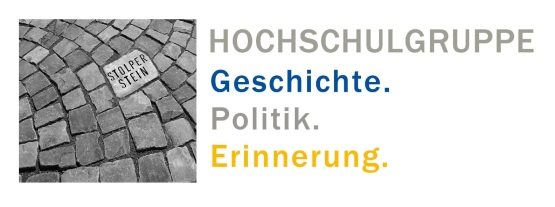 STOLPER
STEIN
HOCHSCHULGRUPPE
Geschichte.
Politik.
Erinnerung.